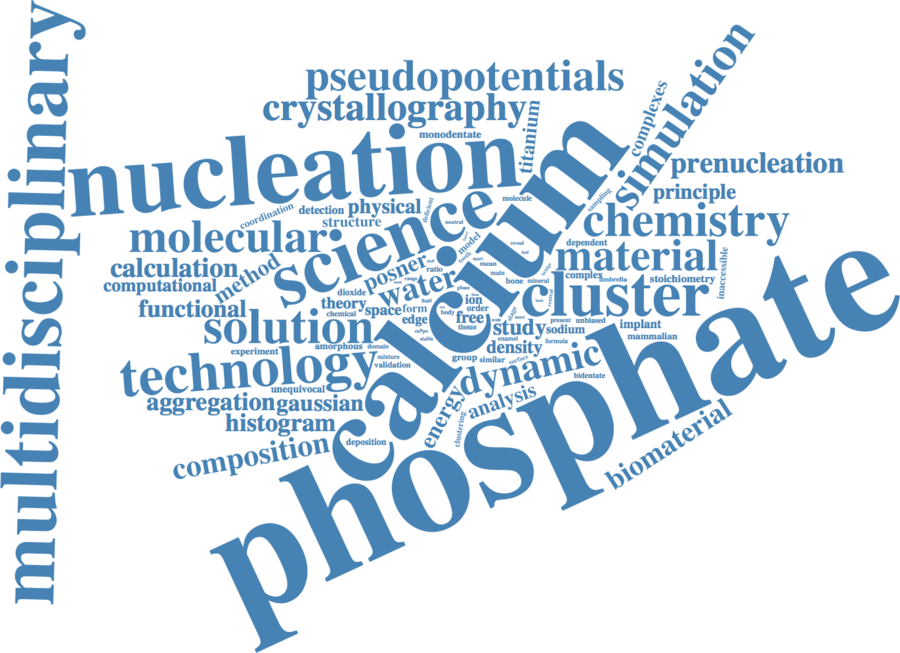 multidisciplinary
pseudopotentials
crystallography
titanium
complexes
simulation
monodentate
nucleation
prenucleation
principle
sampling
molecule
coordination
detection
physical
deficient
neutral
structure
science
calcium
chemistry
molecular
model
reveal
dependent
material
calculation
method
posner
ratio
mean
main
bone
mineral
complex
umbrella
stoichiometry
inaccessible
computational
dioxide
water
phase
cluster
functional
theory
space
form
fluid
ion
order
chemical
edge
body
free
tissue
solution
study
sodium
present
unbiased
implant
mammalian
stable
enamel
formula
amorphous
domain
density
experiment
mixture
validation
group
similar
surface
technology
dynamic
bidentate
unequivocal
energy
analysis
aggregation
gaussian
histogram
clustering
composition
deposition
phosphate
biomaterial